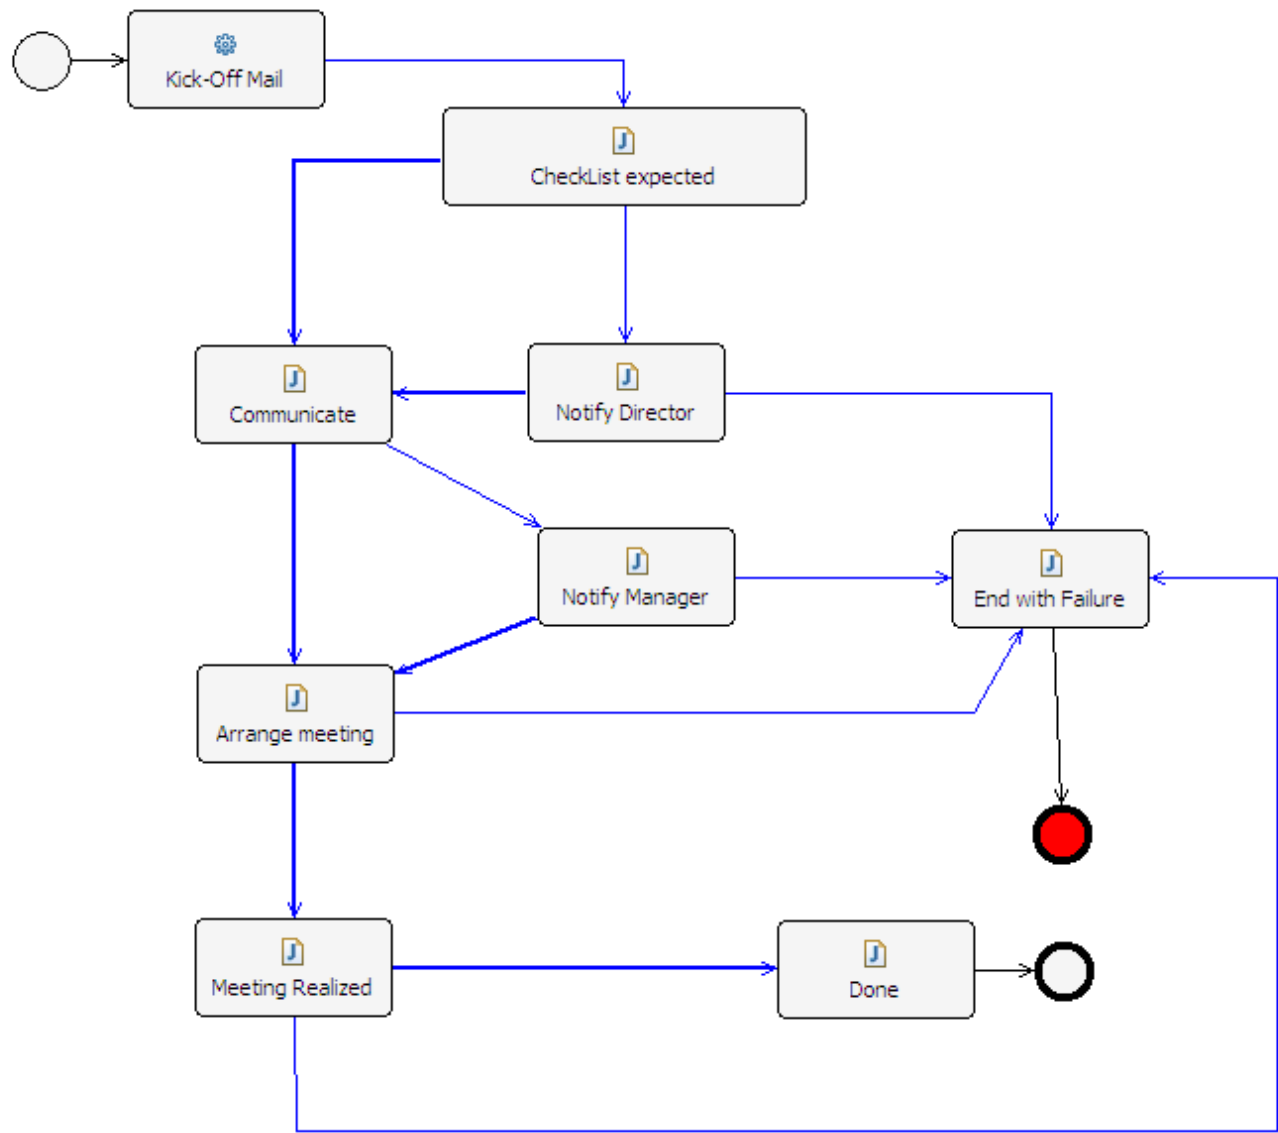 Kick-Off Mail
CheckList expected
Communicate
Notify Director
Notify Manager
End with Failure
Arrange meeting
Meeting Realized
Done